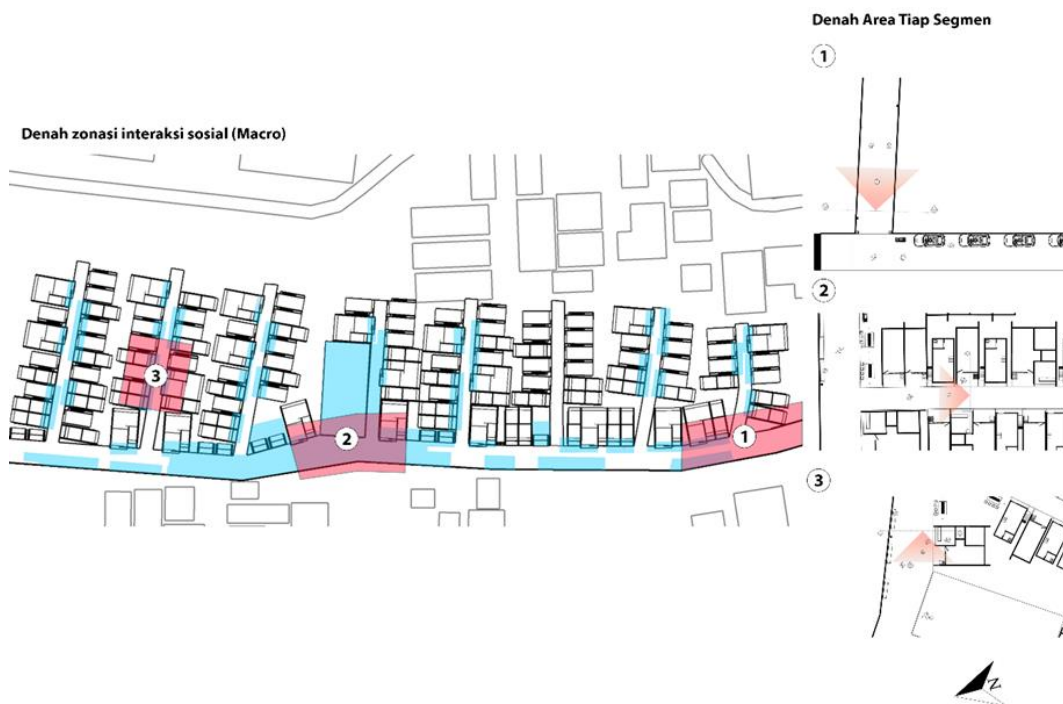 Denah Area Tiap Segmen
1
Denah zonasi interaksi sosial (Macro)
2
3
3
2
1
N